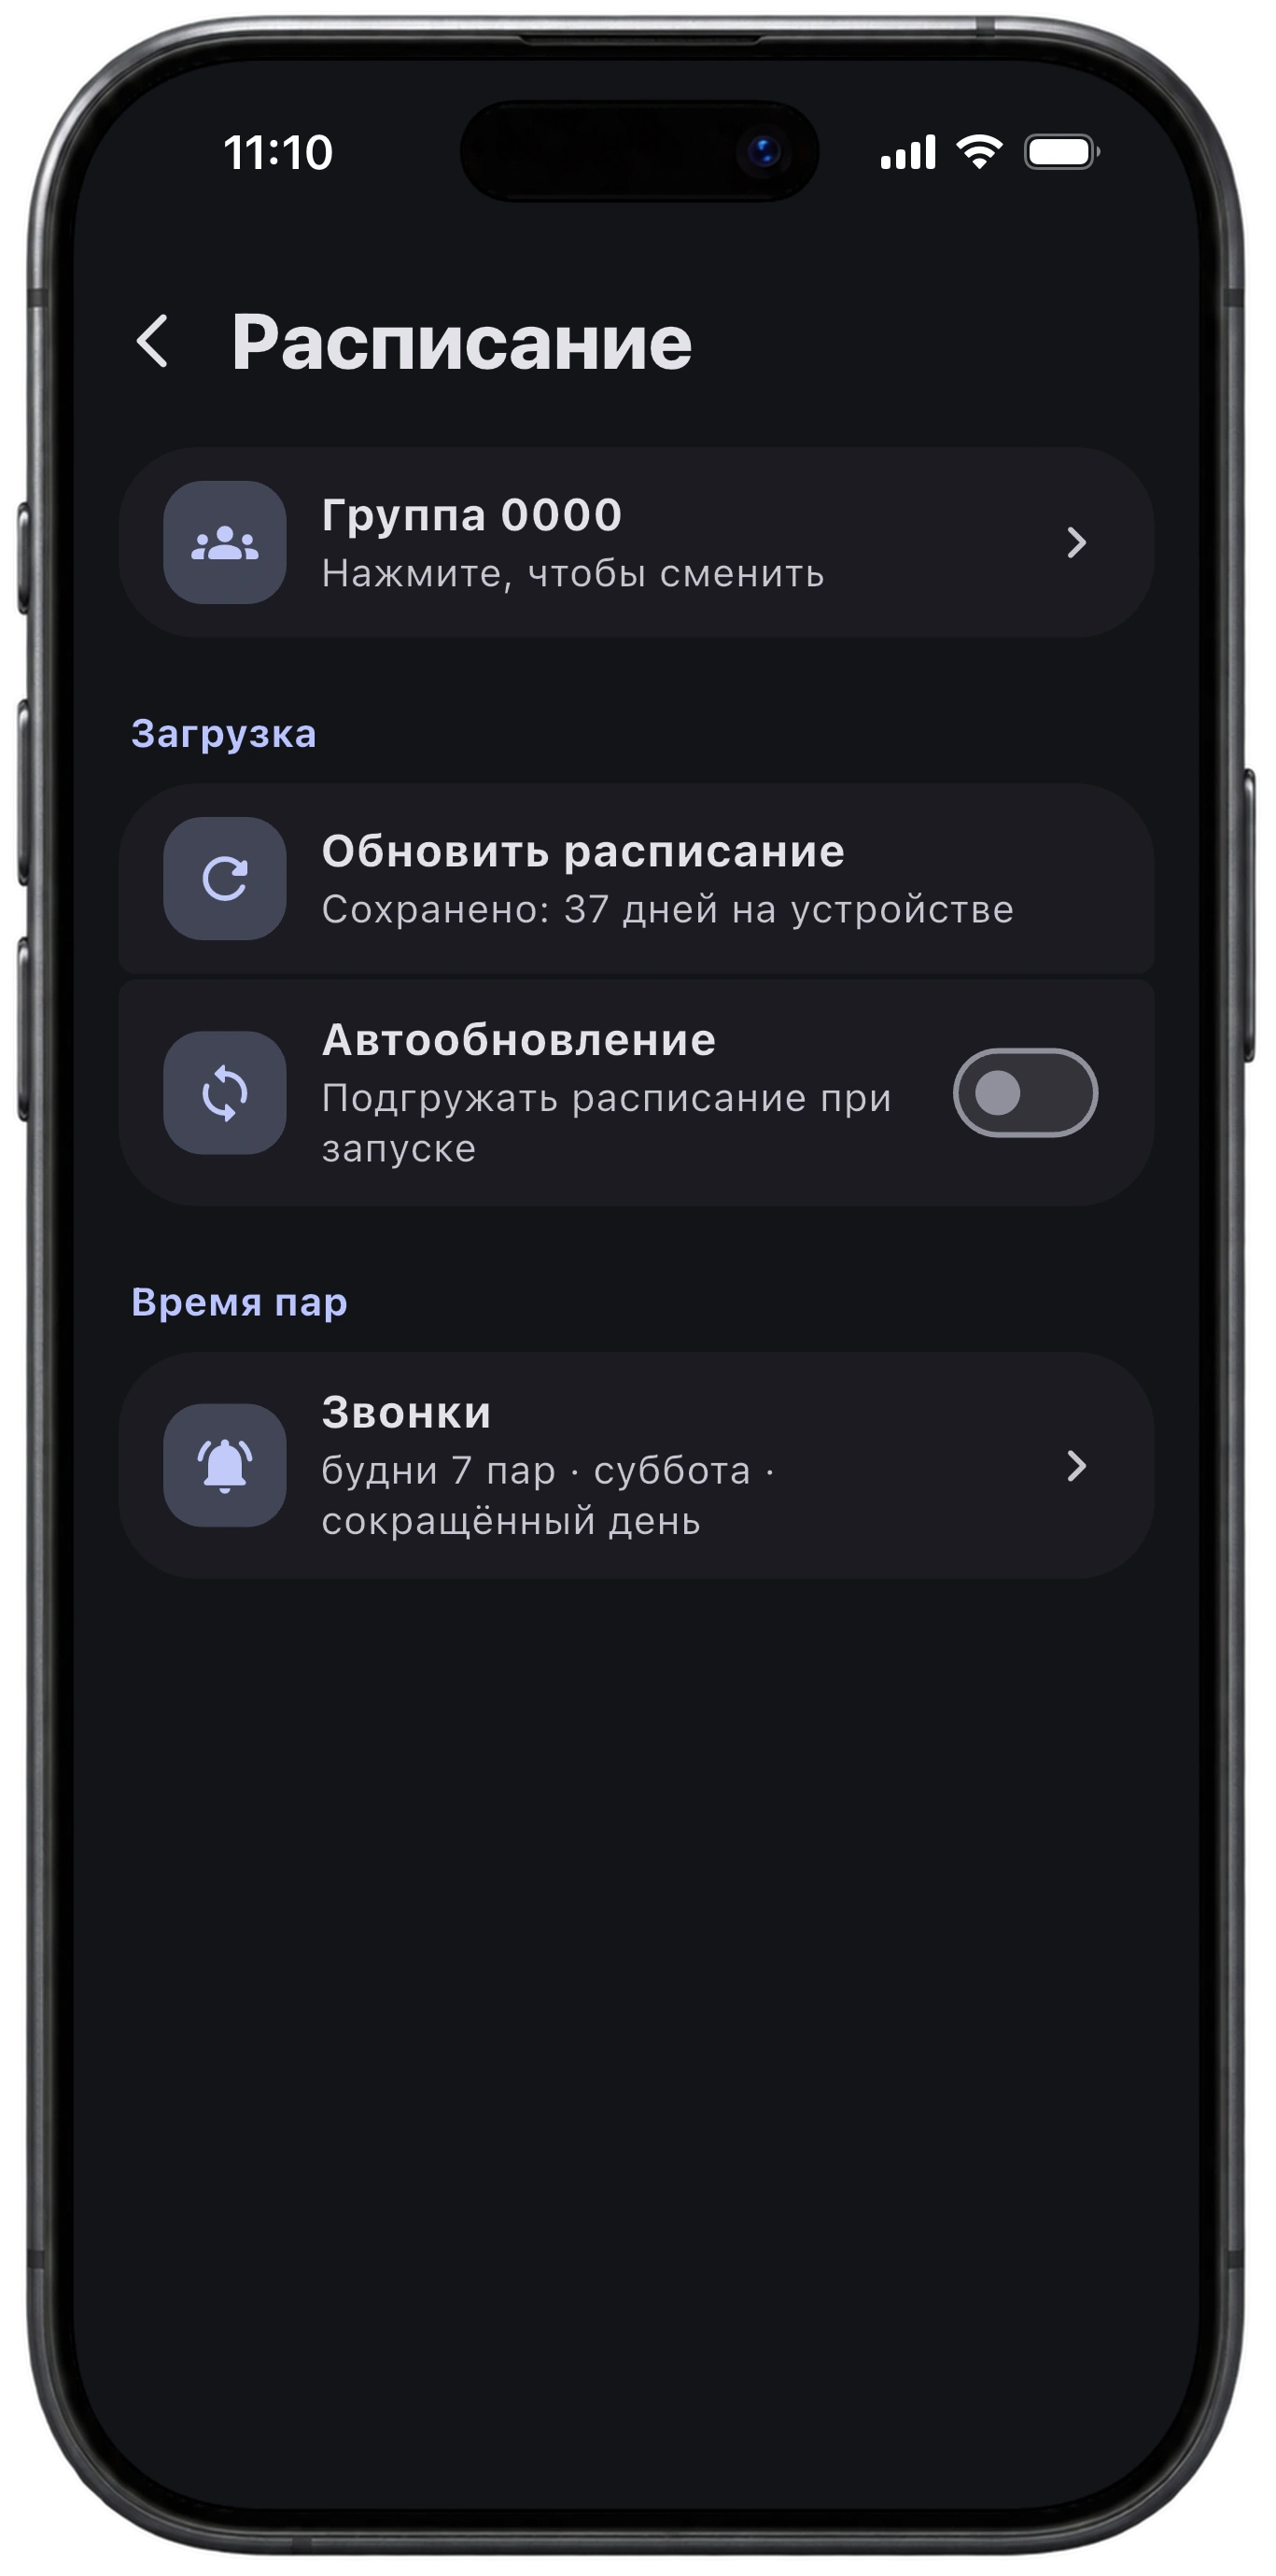 11:10
Расписание
Группа 0000
Нажмите, чтобы сменить
Загрузка
Обновить расписание
Сохранено: 37 дней на устройстве
Автообновление
Подгружать расписание при
запуске
Время пар
Звонки
будни 7 пар · суббота ·
сокращённый день